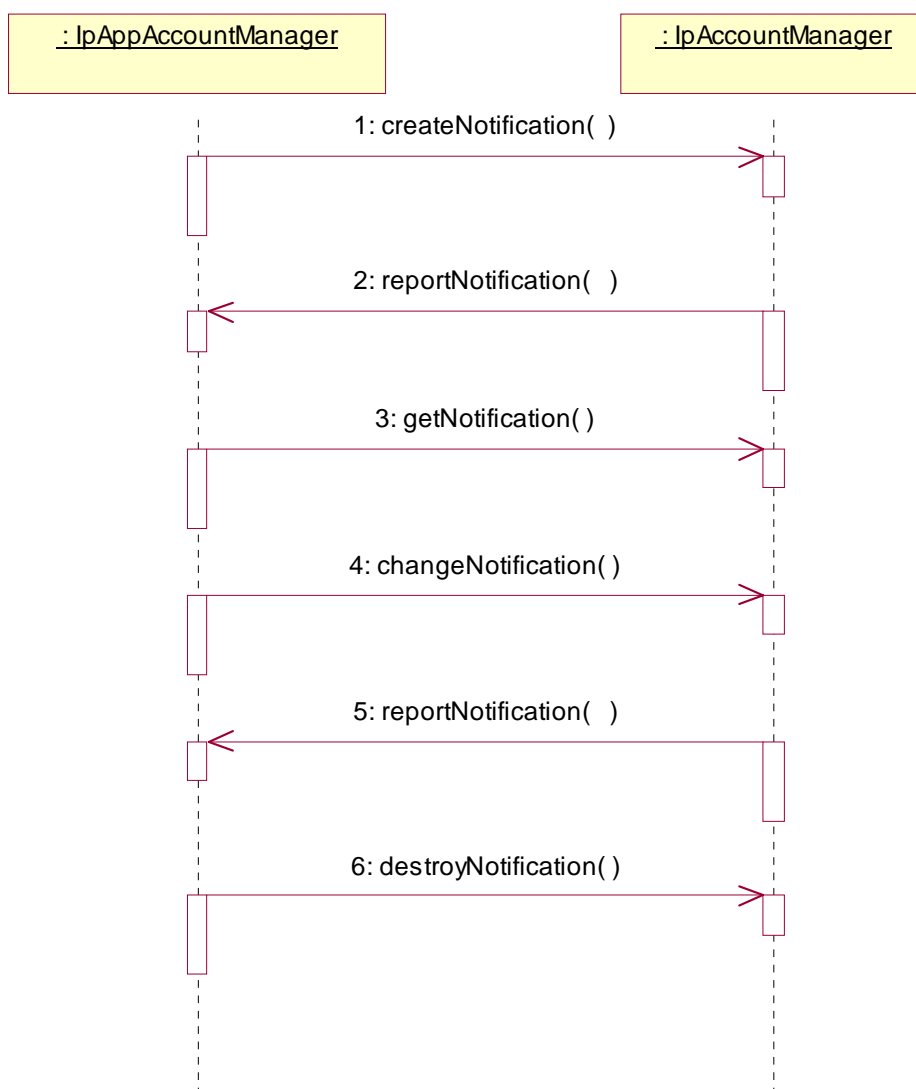 : IpAppAccountManager
: IpAccountManager
1: createNotification( )
2: reportNotification( )
3: getNotification( )
4: changeNotification( )
5: reportNotification( )
6: destroyNotification( )